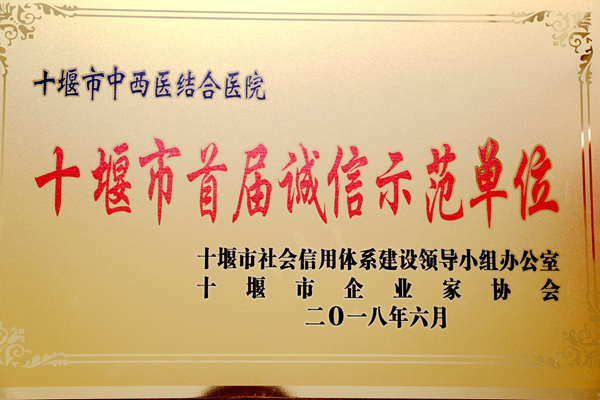 十堰市中西医结合医院
十堰市首届诚信示范单位
十堰市社会信用体系建设领导小组办公室
十堰市企业家协会
二〇一八年六月